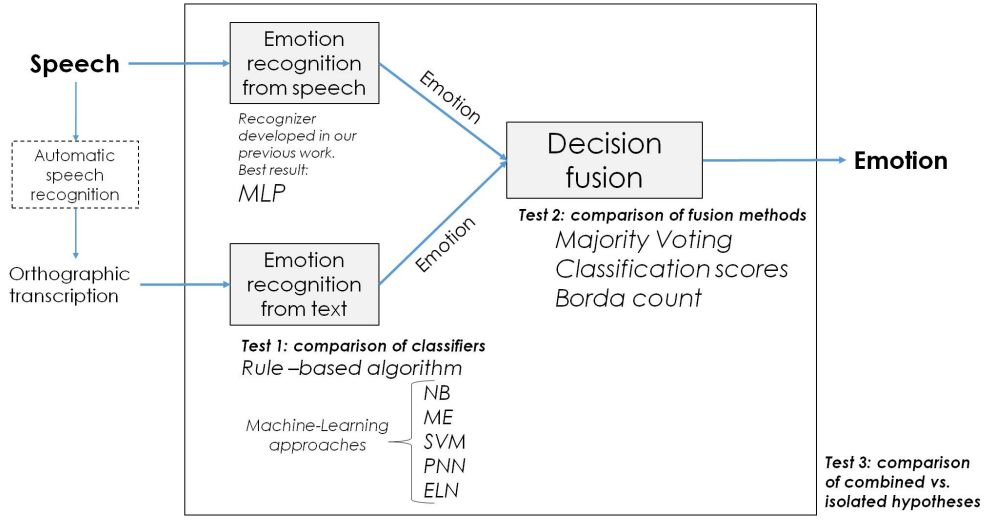 Speech
Automatic
speech
recognition
Orthographic
transcription
Emotion
recognition
from speech
Recognizer
developed in our
previous work.
Best result:
MLP
Emotion
Emotion
recognition
from text
Emotion
Test 1: comparison of classifiers
Rule –based algorithm
Machine-Learning
approaches
NB
ME
SVM
PNN
ELN
Decision
fusion
Test 2: comparison of fusion methods
Majority Voting
Classification scores
Borda count
Emotion
Test 3: comparison
of combined vs.
isolated hypotheses